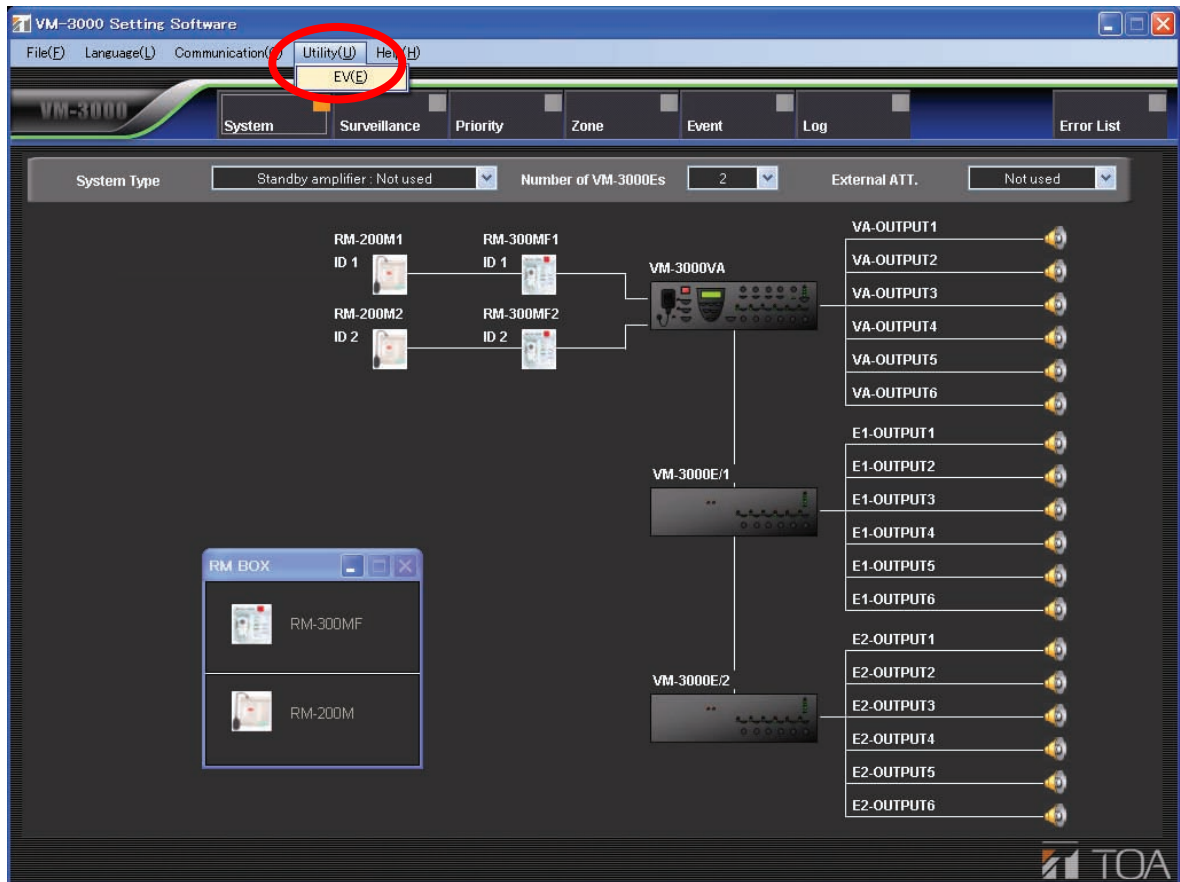 VM-3000 Setting Software
File(F) Language(L) Communication(C) Utility(U) Help(H)
EV(E)
VM-3000
System Surveillance Priority Zone Event Log Error List
System Type Standby amplifier : Not used Number of VM-3000Es 2 External ATT. Not used
RM-200M1 RM-300MF1
ID 1 ID 1
RM-200M2 RM-300MF2
ID 2 ID 2
VM-3000VA
VA-OUTPUT1
VA-OUTPUT2
VA-OUTPUT3
VA-OUTPUT4
VA-OUTPUT5
VA-OUTPUT6
VM-3000E/1
E1-OUTPUT1
E1-OUTPUT2
E1-OUTPUT3
E1-OUTPUT4
E1-OUTPUT5
E1-OUTPUT6
RM BOX
RM-300MF
RM-200M
VM-3000E/2
E2-OUTPUT1
E2-OUTPUT2
E2-OUTPUT3
E2-OUTPUT4
E2-OUTPUT5
E2-OUTPUT6
TOA